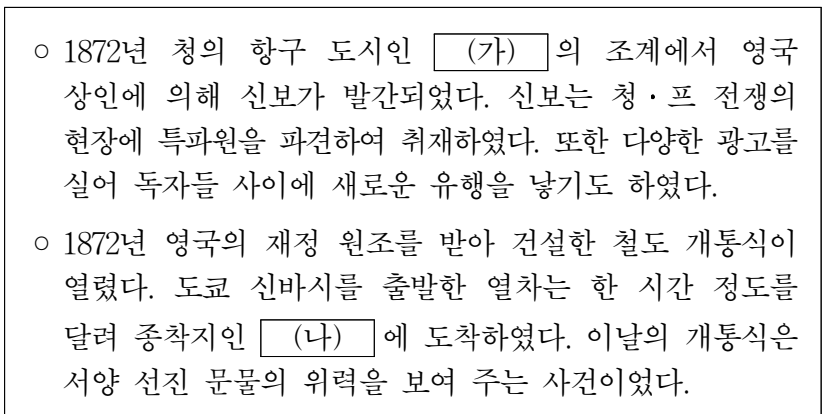 ○ 1872년 청의 항구 도시인 (가) 의 조계에서 영국
상인에 의해 신보가 발간되었다. 신보는 청·프 전쟁의
현장에 특파원을 파견하여 취재하였다. 또한 다양한 광고를
실어 독자들 사이에 새로운 유행을 낳기도 하였다.
○ 1872년 영국의 재정 원조를 받아 건설한 철도 개통식이
열렸다. 도쿄 신바시를 출발한 열차는 한 시간 정도를
달려 종착지인 (나) 에 도착하였다. 이날의 개통식은
서양 선진 문물의 위력을 보여 주는 사건이었다.